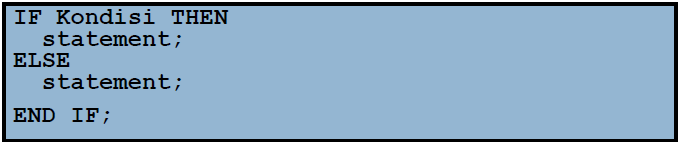 IF Kondisi THEN
statement;
ELSE
statement;
END IF;